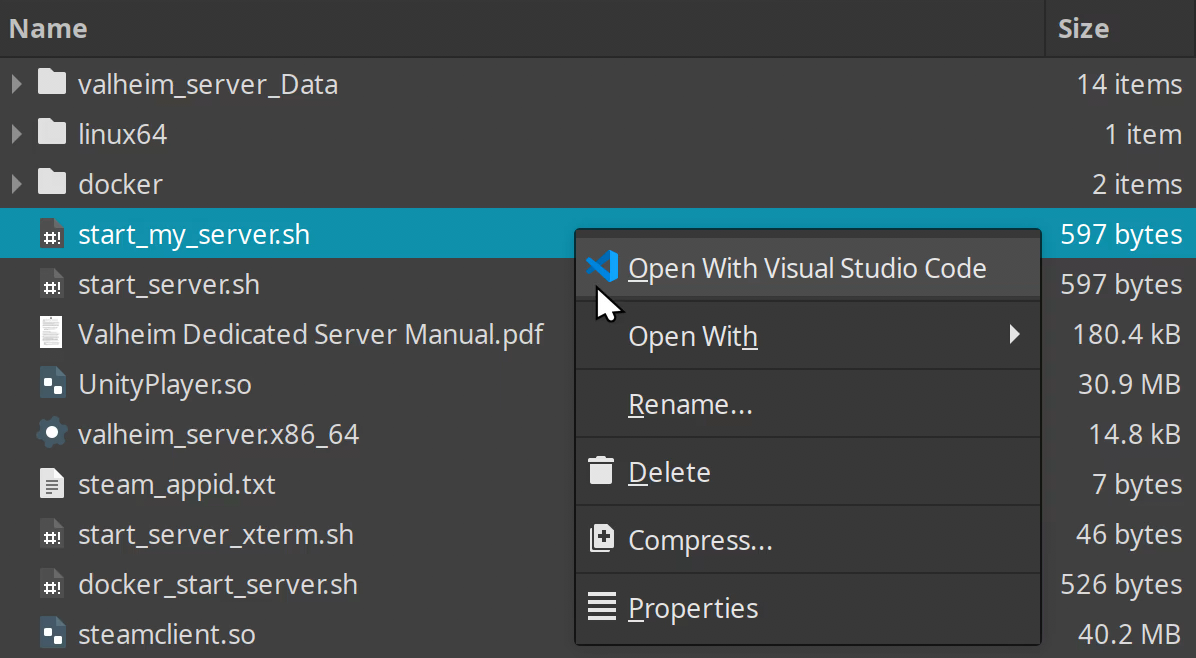 Name Size
valheim_server_Data 14 items
linux64 1 item
docker 2 items
start_my_server.sh 597 bytes
start_server.sh 597 bytes
Valheim Dedicated Server Manual.pdf 180.4 kB
UnityPlayer.so 30.9 MB
valheim_server.x86_64 14.8 kB
steam_appid.txt 7 bytes
start_server_xterm.sh 46 bytes
docker_start_server.sh 526 bytes
steamclient.so 40.2 MB
Open With Visual Studio Code
Open With
Rename...
Delete
Compress...
Properties